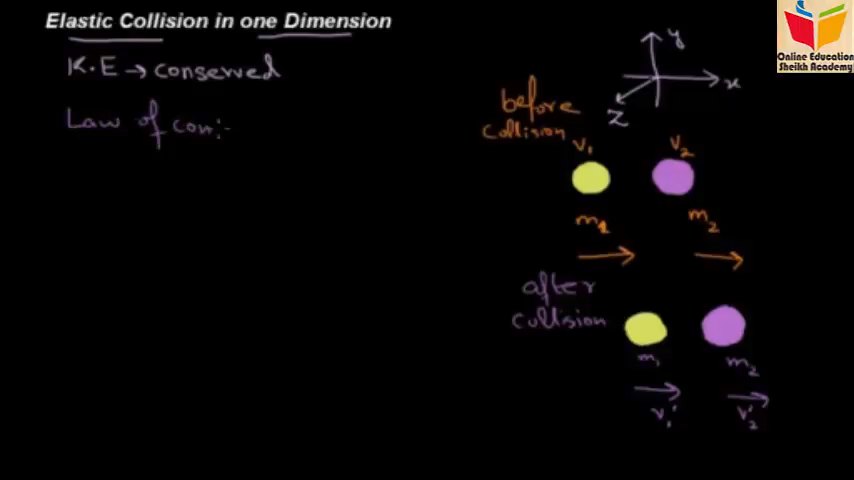 Elastic Collision in one Dimension
K.E → conserved
Law of con:-
Online Education
Sheikh Academy
y
x
Z
before
collision
v₁ v₂
m₁ m₂
after
collision
m₁ m₂
v₁' v₂'